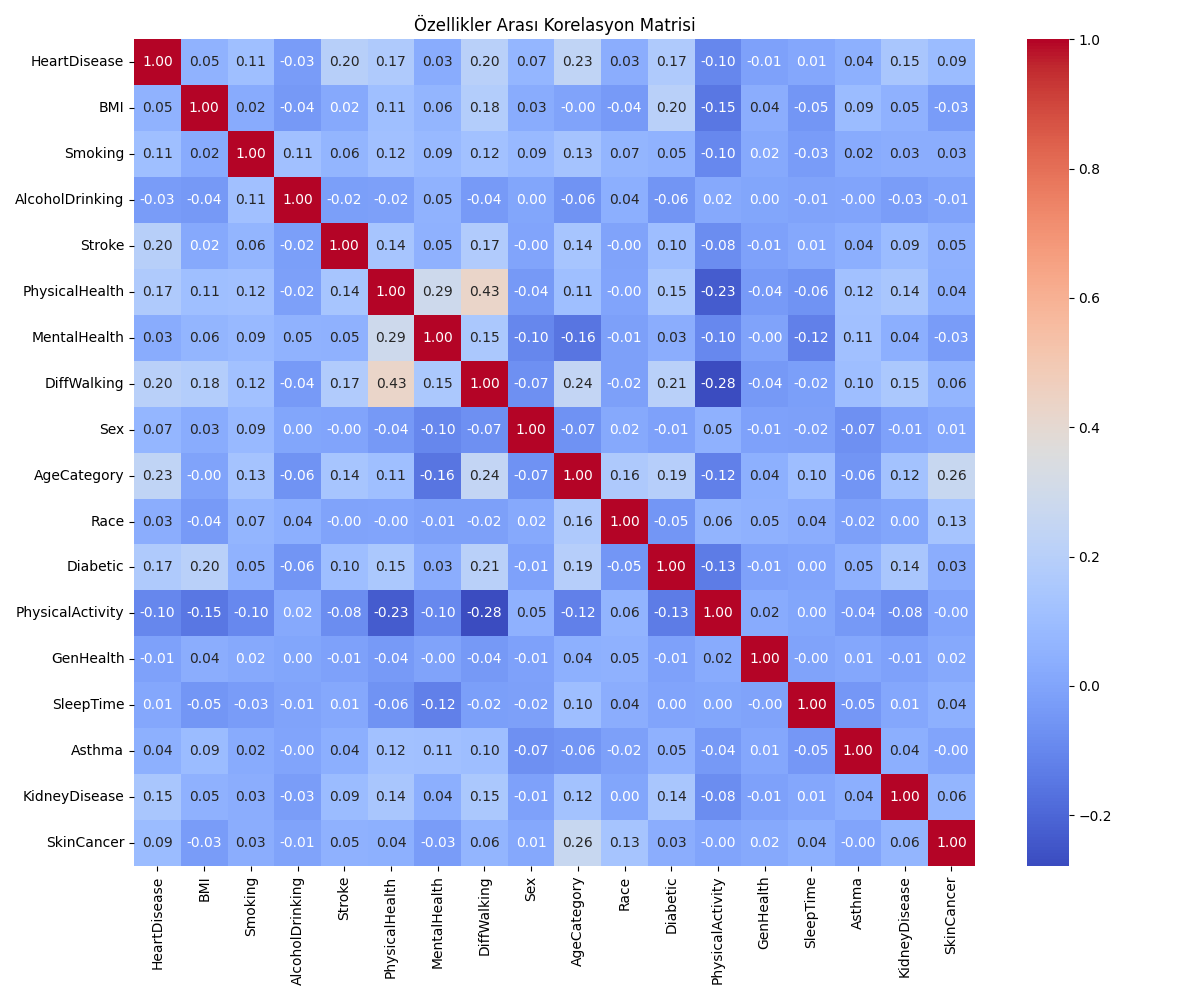 Özellikler Arası Korelasyon Matrisi
HeartDisease 1.00 0.05 0.11 -0.03 0.20 0.17 0.03 0.20 0.07 0.23 0.03 0.17 -0.10 -0.01 0.01 0.04 0.15 0.09
BMI 0.05 1.00 0.02 -0.04 0.02 0.11 0.06 0.18 0.03 -0.00 -0.04 0.20 -0.15 0.04 -0.05 0.09 0.05 -0.03
Smoking 0.11 0.02 1.00 0.11 0.06 0.12 0.09 0.12 0.09 0.13 0.07 0.05 -0.10 0.02 -0.03 0.02 0.03 0.03
AlcoholDrinking -0.03 -0.04 0.11 1.00 -0.02 -0.02 0.05 -0.04 0.00 -0.06 0.04 -0.06 0.02 0.00 -0.01 -0.00 -0.03 -0.01
Stroke 0.20 0.02 0.06 -0.02 1.00 0.14 0.05 0.17 -0.00 0.14 -0.00 0.10 -0.08 -0.01 0.01 0.04 0.09 0.05
PhysicalHealth 0.17 0.11 0.12 -0.02 0.14 1.00 0.29 0.43 -0.04 0.11 -0.00 0.15 -0.23 -0.04 -0.06 0.12 0.14 0.04
MentalHealth 0.03 0.06 0.09 0.05 0.05 0.29 1.00 0.15 -0.10 -0.16 -0.01 0.03 -0.10 -0.00 -0.12 0.11 0.04 -0.03
DiffWalking 0.20 0.18 0.12 -0.04 0.17 0.43 0.15 1.00 -0.07 0.24 -0.02 0.21 -0.28 -0.04 -0.02 0.10 0.15 0.06
Sex 0.07 0.03 0.09 0.00 -0.00 -0.04 -0.10 -0.07 1.00 -0.07 0.02 -0.01 0.05 -0.01 -0.02 -0.07 -0.01 0.01
AgeCategory 0.23 -0.00 0.13 -0.06 0.14 0.11 -0.16 0.24 -0.07 1.00 0.16 0.19 -0.12 0.04 0.10 -0.06 0.12 0.26
Race 0.03 -0.04 0.07 0.04 -0.00 -0.00 -0.01 -0.02 0.02 0.16 1.00 -0.05 0.06 0.05 0.04 -0.02 0.00 0.13
Diabetic 0.17 0.20 0.05 -0.06 0.10 0.15 0.03 0.21 -0.01 0.19 -0.05 1.00 -0.13 -0.01 0.00 0.05 0.14 0.03
PhysicalActivity -0.10 -0.15 -0.10 0.02 -0.08 -0.23 -0.10 -0.28 0.05 -0.12 0.06 -0.13 1.00 0.02 0.00 -0.04 -0.08 -0.00
GenHealth -0.01 0.04 0.02 0.00 -0.01 -0.04 -0.00 -0.04 -0.01 0.04 0.05 -0.01 0.02 1.00 -0.00 0.01 -0.01 0.02
SleepTime 0.01 -0.05 -0.03 -0.01 0.01 -0.06 -0.12 -0.02 -0.02 0.10 0.04 0.00 0.00 -0.00 1.00 -0.05 0.01 0.04
Asthma 0.04 0.09 0.02 -0.00 0.04 0.12 0.11 0.10 -0.07 -0.06 -0.02 0.05 -0.04 0.01 -0.05 1.00 0.04 -0.00
KidneyDisease 0.15 0.05 0.03 -0.03 0.09 0.14 0.04 0.15 -0.01 0.12 0.00 0.14 -0.08 -0.01 0.01 0.04 1.00 0.06
SkinCancer 0.09 -0.03 0.03 -0.01 0.05 0.04 -0.03 0.06 0.01 0.26 0.13 0.03 -0.00 0.02 0.04 -0.00 0.06 1.00
HeartDisease
BMI
Smoking
AlcoholDrinking
Stroke
PhysicalHealth
MentalHealth
DiffWalking
Sex
AgeCategory
Race
Diabetic
PhysicalActivity
GenHealth
SleepTime
Asthma
KidneyDisease
SkinCancer
1.0
0.8
0.6
0.4
0.2
0.0
−0.2